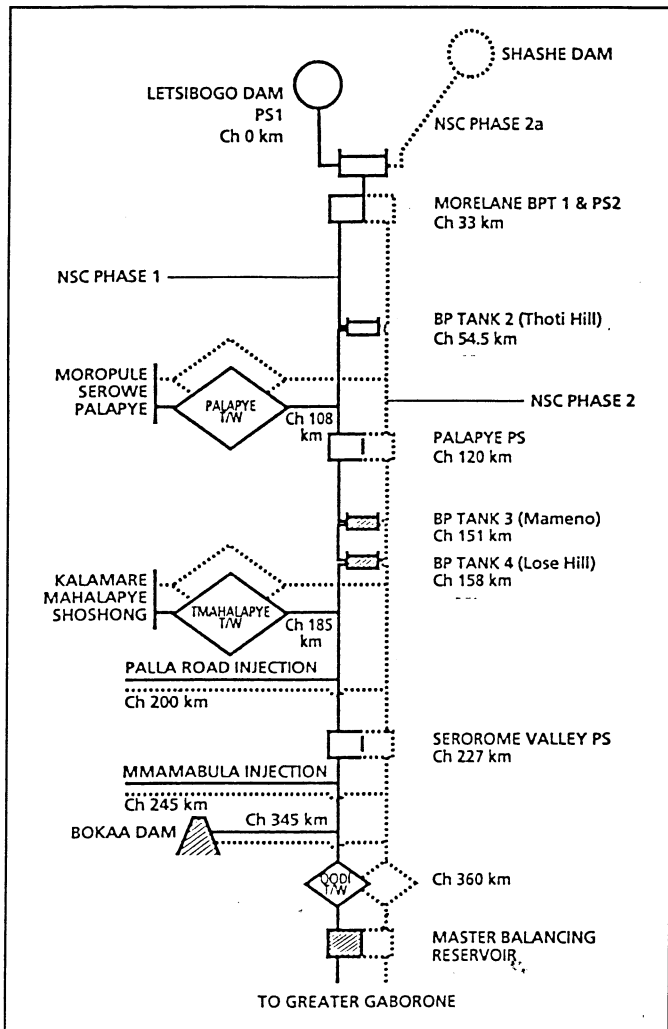 SHASHE DAM
LETSIBOGO DAM
PS1
Ch 0 km
NSC PHASE 2a
MORELANE BPT 1 & PS2
Ch 33 km
NSC PHASE 1
BP TANK 2 (Thoti Hill)
Ch 54.5 km
MOROPULE
SEROWE
PALAPYE
PALAPYE
T/W
Ch 108
km
NSC PHASE 2
PALAPYE PS
Ch 120 km
BP TANK 3 (Mameno)
Ch 151 km
BP TANK 4 (Lose Hill)
Ch 158 km
KALAMARE
MAHALAPYE
SHOSHONG
TMAHALAPYE
T/W
Ch 185
km
PALLA ROAD INJECTION
Ch 200 km
SEROROME VALLEY PS
Ch 227 km
MMAMABULA INJECTION
Ch 245 km
Ch 345 km
BOKAA DAM
ODI
T/W
Ch 360 km
MASTER BALANCING
RESERVOIR
TO GREATER GABORONE